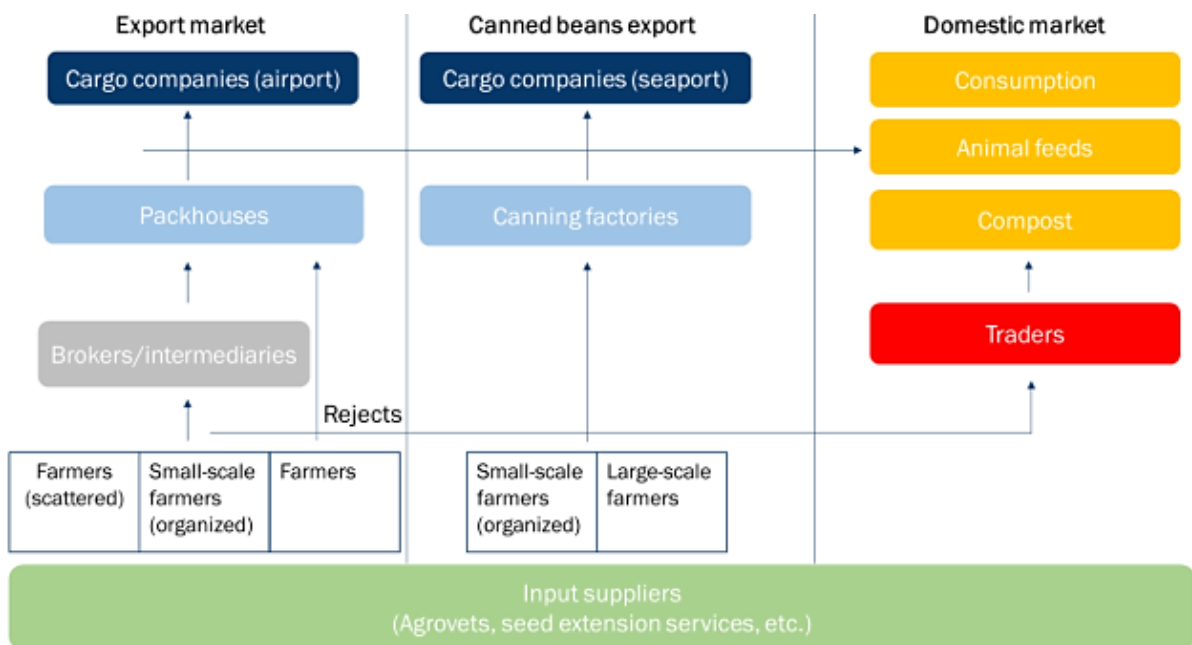 Export market
Canned beans export
Domestic market
Cargo companies (airport)
Cargo companies (seaport)
Consumption
Animal feeds
Packhouses
Canning factories
Compost
Brokers/intermediaries
Traders
Rejects
Farmers
(scattered)
Small-scale
farmers
(organized)
Farmers
Small-scale
farmers
(organized)
Large-scale
farmers
Input suppliers
(Agrovets, seed extension services, etc.)